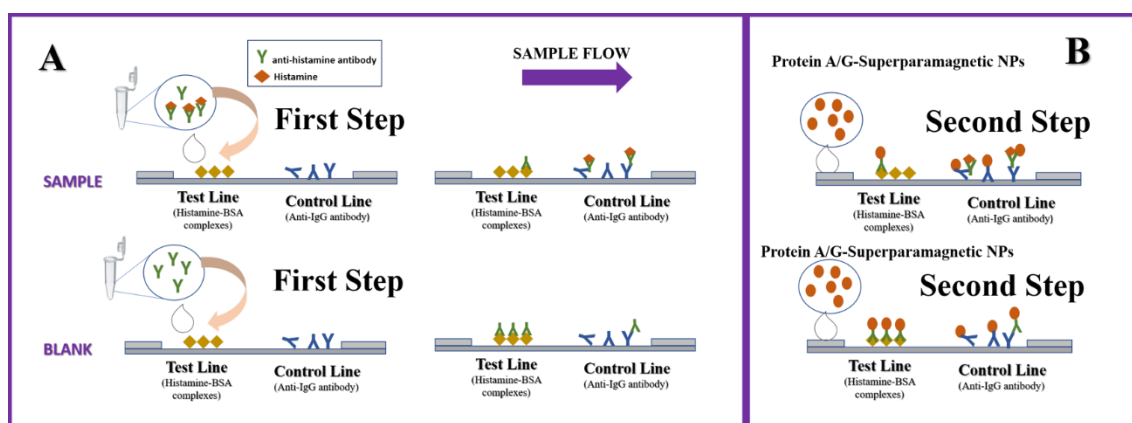 A
anti-histamine antibody
Histamine
SAMPLE FLOW
First Step
SAMPLE
Test Line
(Histamine-BSA
complexes)
Control Line
(Anti-IgG antibody)
Test Line
(Histamine-BSA
complexes)
Control Line
(Anti-IgG antibody)
First Step
BLANK
Test Line
(Histamine-BSA
complexes)
Control Line
(Anti-IgG antibody)
Test Line
(Histamine-BSA
complexes)
Control Line
(Anti-IgG antibody)
B
Protein A/G-Superparamagnetic NPs
Second Step
Test Line
(Histamine-BSA
complexes)
Control Line
(Anti-IgG antibody)
Protein A/G-Superparamagnetic NPs
Second Step
Test Line
(Histamine-BSA
complexes)
Control Line
(Anti-IgG antibody)